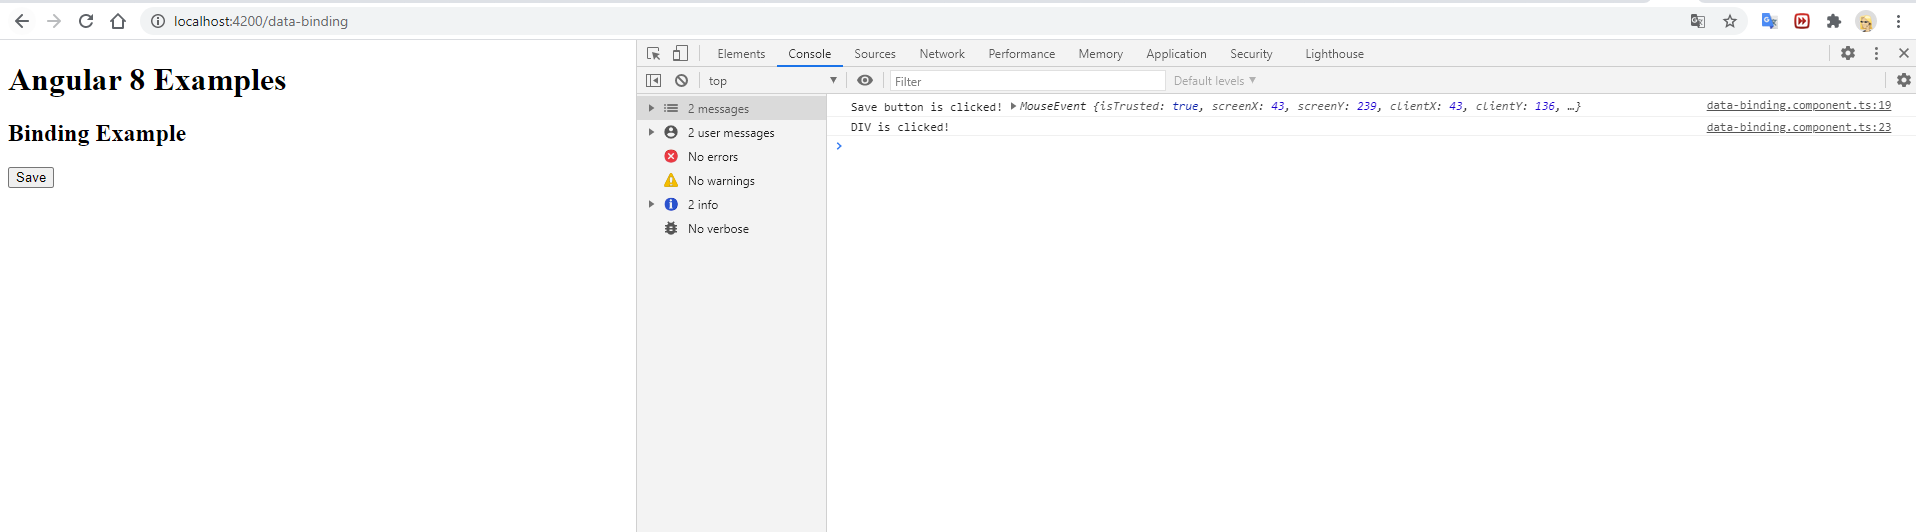 localhost:4200/data-binding
Angular 8 Examples
Binding Example
Save
Elements Console Sources Network Performance Memory Application Security Lighthouse
top Filter Default levels
2 messages
2 user messages
No errors
No warnings
2 info
No verbose
Save button is clicked! MouseEvent {isTrusted: true, screenX: 43, screenY: 239, clientX: 43, clientY: 136, …} data-binding.component.ts:19
DIV is clicked! data-binding.component.ts:23